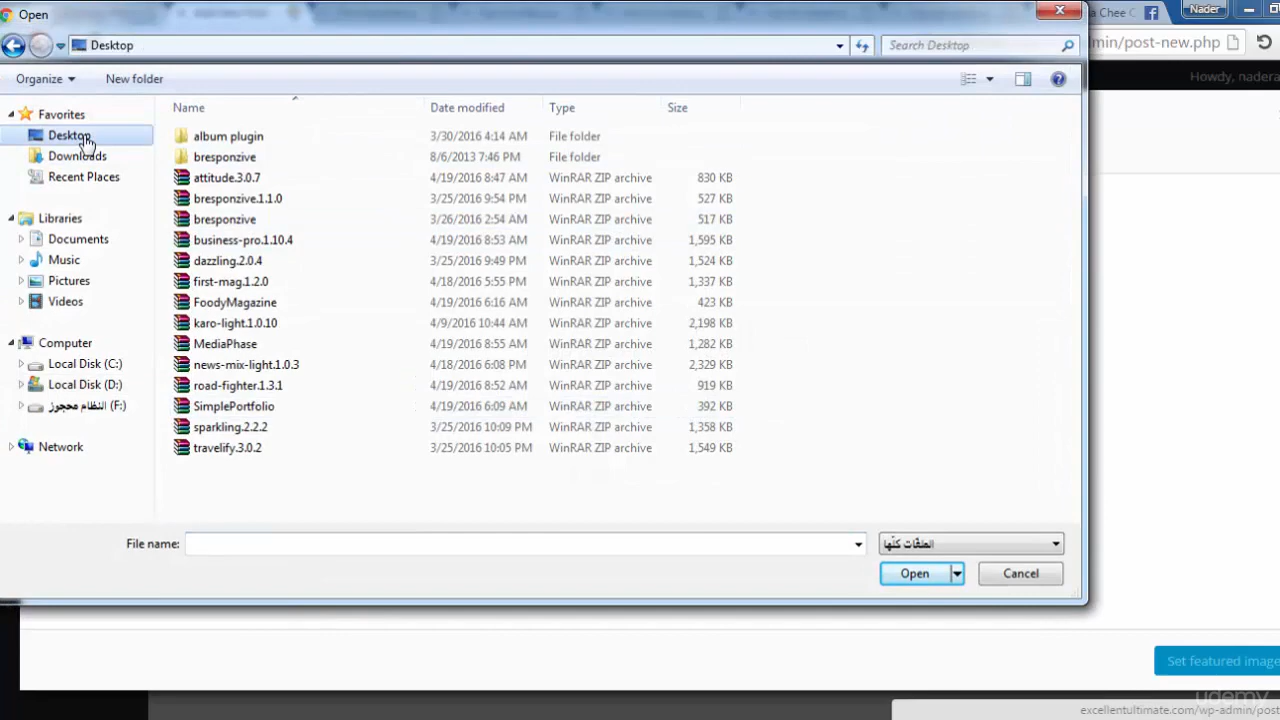 Open
a Chee C
Nader
Desktop
Search Desktop
min/post-new.php
Organize
New folder
Howdy, nadera
Name
Date modified
Type
Size
Favorites
Desktop
Downloads
Recent Places
Libraries
Documents
Music
Pictures
Videos
Computer
Local Disk (C:)
Local Disk (D:)
النظام محجوز (F:)
Network
album plugin 3/30/2016 4:14 AM File folder
bresponzive 8/6/2013 7:46 PM File folder
attitude.3.0.7 4/19/2016 8:47 AM WinRAR ZIP archive 830 KB
bresponzive.1.1.0 3/25/2016 9:54 PM WinRAR ZIP archive 527 KB
bresponzive 3/26/2016 2:54 AM WinRAR ZIP archive 517 KB
business-pro.1.10.4 4/19/2016 8:53 AM WinRAR ZIP archive 1,595 KB
dazzling.2.0.4 3/25/2016 9:49 PM WinRAR ZIP archive 1,524 KB
first-mag.1.2.0 4/18/2016 5:55 PM WinRAR ZIP archive 1,337 KB
FoodyMagazine 4/19/2016 6:16 AM WinRAR ZIP archive 423 KB
karo-light.1.0.10 4/9/2016 10:44 AM WinRAR ZIP archive 2,198 KB
MediaPhase 4/19/2016 8:55 AM WinRAR ZIP archive 1,282 KB
news-mix-light.1.0.3 4/18/2016 6:08 PM WinRAR ZIP archive 2,329 KB
road-fighter.1.3.1 4/19/2016 8:52 AM WinRAR ZIP archive 919 KB
SimplePortfolio 4/19/2016 6:09 AM WinRAR ZIP archive 392 KB
sparkling.2.2.2 3/25/2016 10:09 PM WinRAR ZIP archive 1,358 KB
travelify.3.0.2 3/25/2016 10:05 PM WinRAR ZIP archive 1,549 KB
File name:
الملفّات كلّها
Open
Cancel
Set featured image
udemy
excellentultimate.com/wp-admin/post